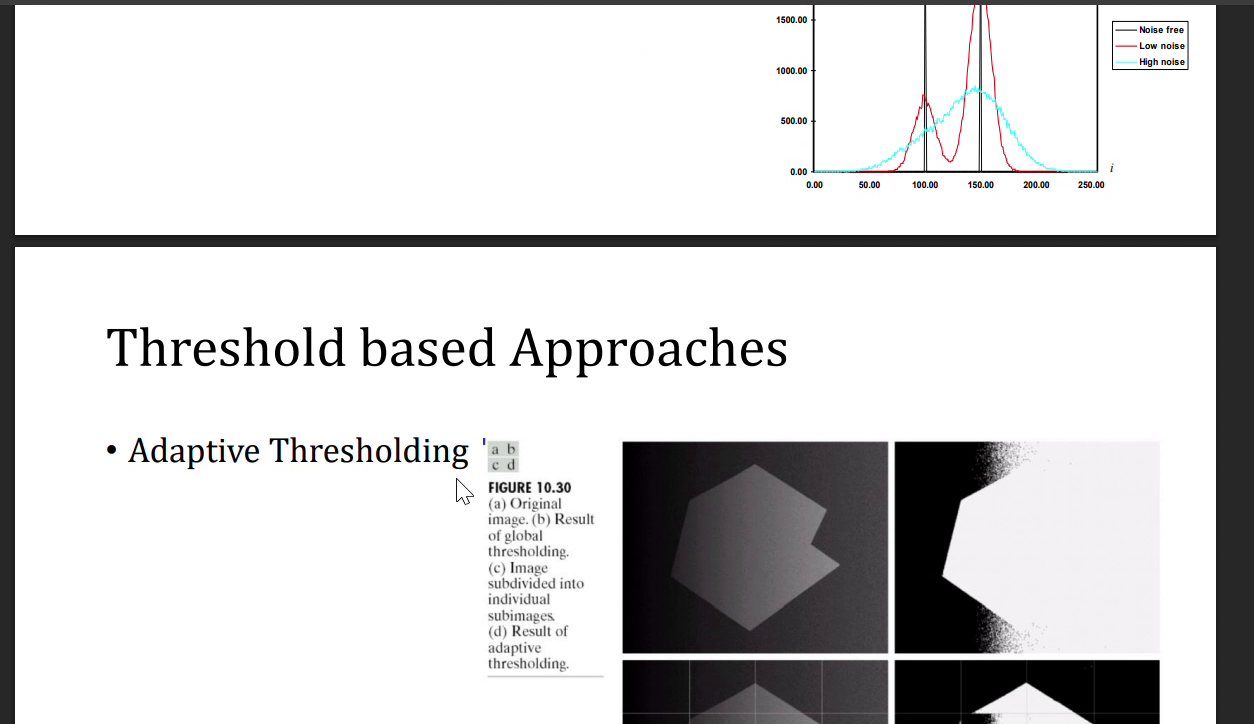 1500.00
1000.00
500.00
0.00
0.00 50.00 100.00 150.00 200.00 250.00
i
Noise free
Low noise
High noise
Threshold based Approaches
• Adaptive Thresholding
a b
c d
FIGURE 10.30
(a) Original
image. (b) Result
of global
thresholding.
(c) Image
subdivided into
individual
subimages.
(d) Result of
adaptive
thresholding.